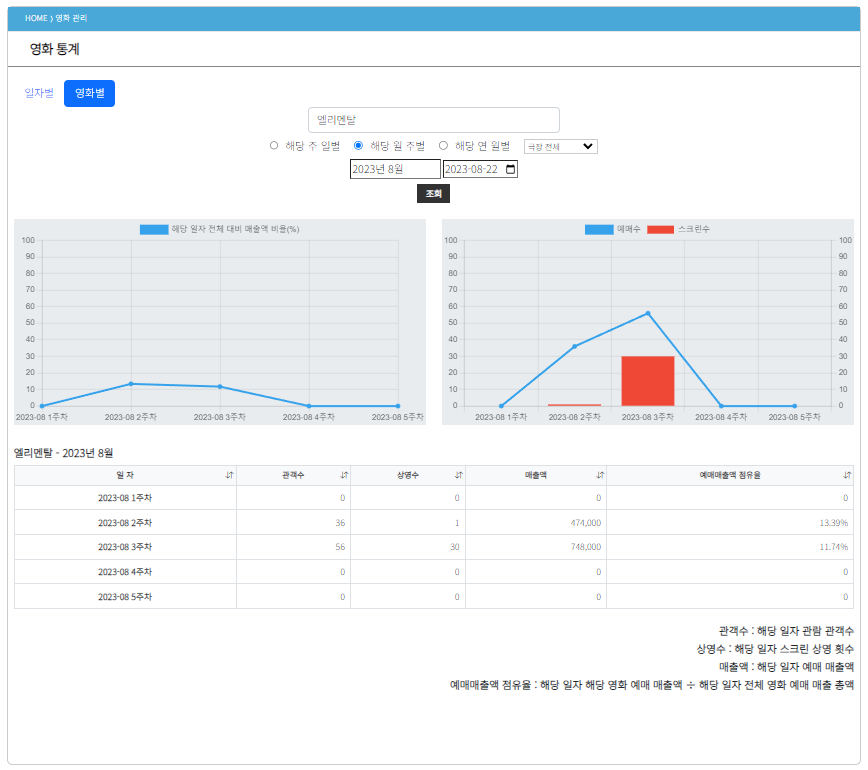 HOME > 영화 관리
영화 통계
일자별 영화별
엘리멘탈
해당 주 일별 해당 월 주별 해당 연 월별 극장 전체
2023년 8월 2023-08-22
조회
해당 일자 전체 대비 매출액 비율(%)
100
90
80
70
60
50
40
30
20
10
0
2023-08 1주차 2023-08 2주차 2023-08 3주차 2023-08 4주차 2023-08 5주차
예매수 스크린수
100 100
90 90
80 80
70 70
60 60
50 50
40 40
30 30
20 20
10 10
0 0
2023-08 1주차 2023-08 2주차 2023-08 3주차 2023-08 4주차 2023-08 5주차
엘리멘탈 - 2023년 8월
일 자 관객수 상영수 매출액 예매매출액 점유율
2023-08 1주차 0 0 0 0
2023-08 2주차 36 1 474,000 13.39%
2023-08 3주차 56 30 748,000 11.74%
2023-08 4주차 0 0 0 0
2023-08 5주차 0 0 0 0
관객수 : 해당 일자 관람 관객수
상영수 : 해당 일자 스크린 상영 횟수
매출액 : 해당 일자 예매 매출액
예매매출액 점유율 : 해당 일자 해당 영화 예매 매출액 ÷ 해당 일자 전체 영화 예매 매출 총액